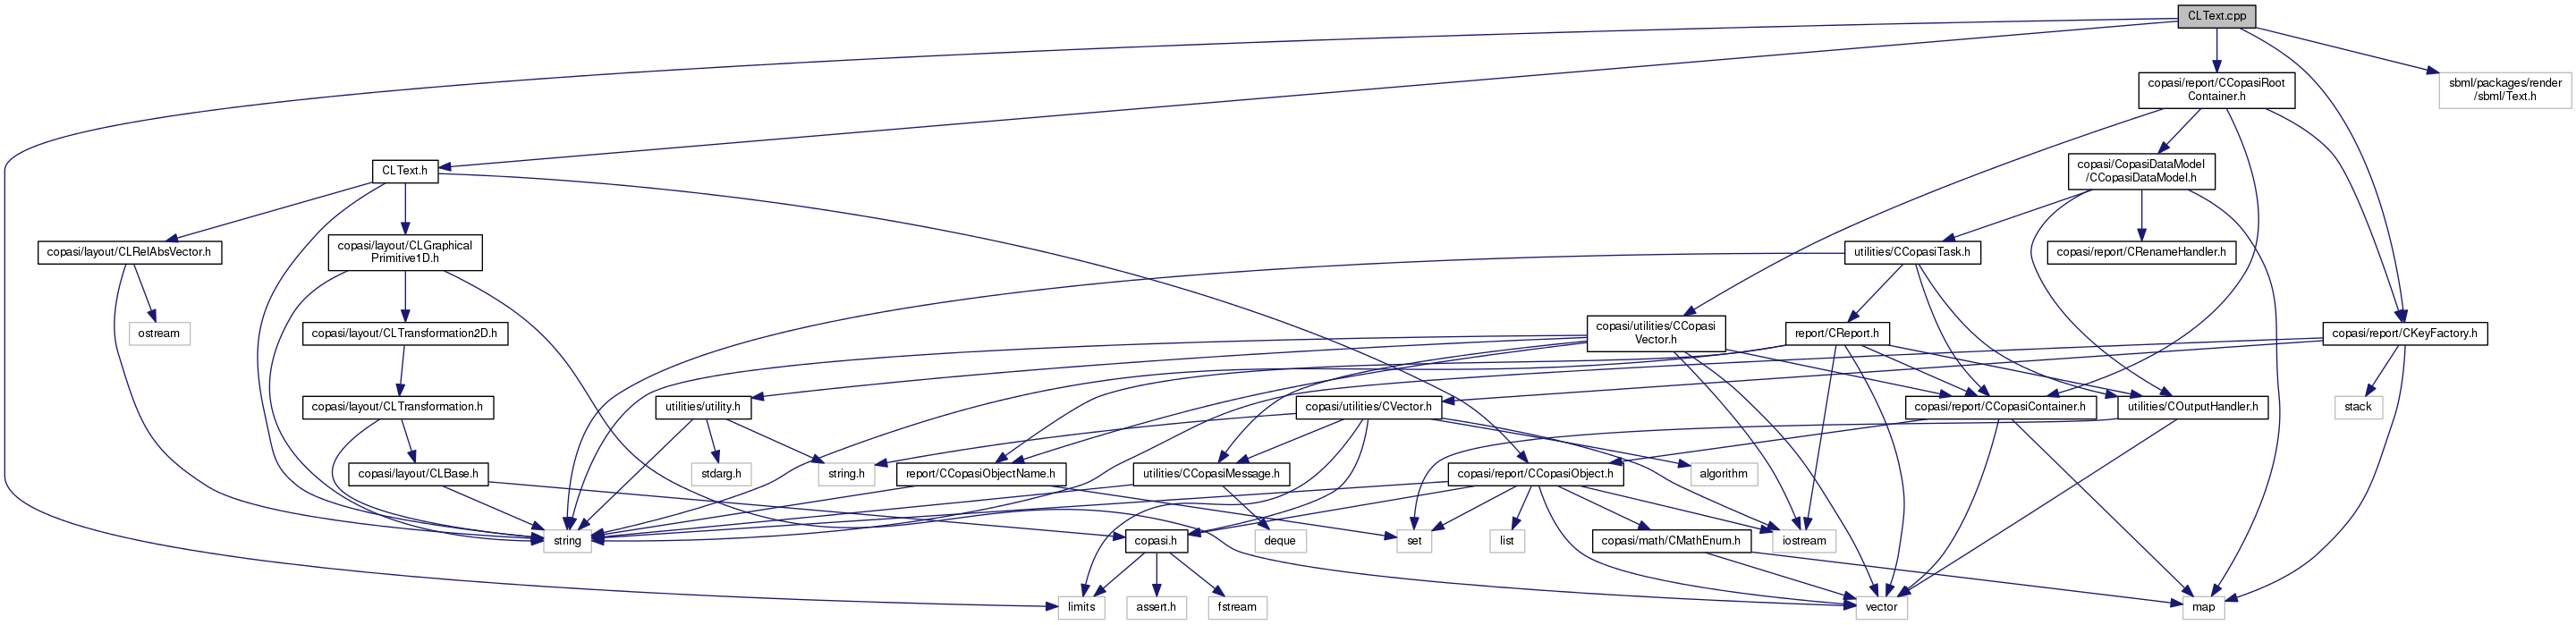 CLText.cpp
copasi/report/CCopasiRoot
Container.h
sbml/packages/render
/sbml/Text.h
CLText.h
copasi/CopasiDataModel
/CCopasiDataModel.h
copasi/layout/CLRelAbsVector.h
copasi/layout/CLGraphical
Primitive1D.h
utilities/CCopasiTask.h
copasi/report/CRenameHandler.h
ostream
copasi/layout/CLTransformation2D.h
copasi/utilities/CCopasi
Vector.h
report/CReport.h
copasi/report/CKeyFactory.h
copasi/layout/CLTransformation.h
utilities/utility.h
copasi/utilities/CVector.h
copasi/report/CCopasiContainer.h
utilities/COutputHandler.h
stack
copasi/layout/CLBase.h
stdarg.h
string.h
report/CCopasiObjectName.h
utilities/CCopasiMessage.h
copasi/report/CCopasiObject.h
algorithm
string
copasi.h
deque
set
list
copasi/math/CMathEnum.h
iostream
limits
assert.h
fstream
vector
map